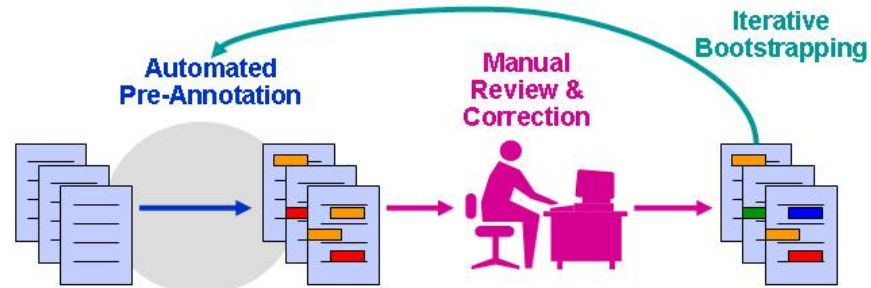 Automated
Pre-Annotation
Manual
Review &
Correction
Iterative
Bootstrapping